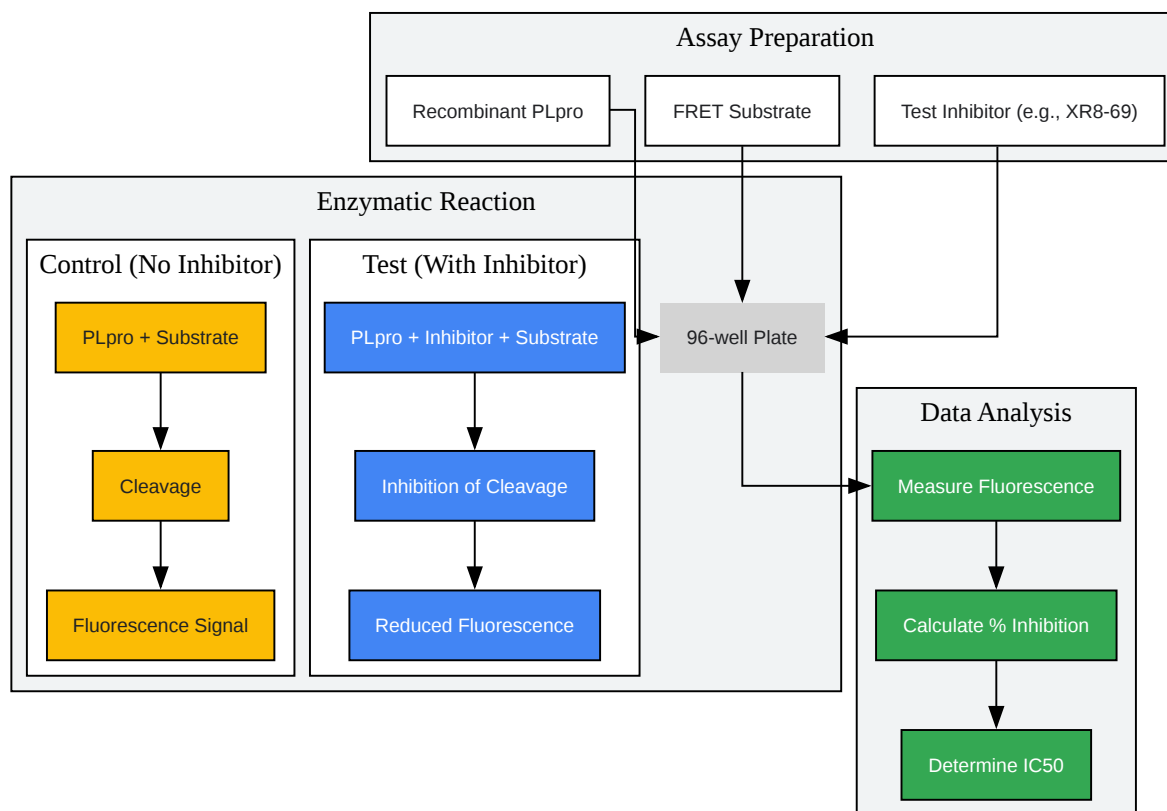 Assay Preparation
Recombinant PLpro
FRET Substrate
Test Inhibitor (e.g., XR8-69)
Enzymatic Reaction
Control (No Inhibitor)
Test (With Inhibitor)
PLpro + Substrate
PLpro + Inhibitor + Substrate
96-well Plate
Cleavage
Inhibition of Cleavage
Fluorescence Signal
Reduced Fluorescence
Data Analysis
Measure Fluorescence
Calculate % Inhibition
Determine IC50